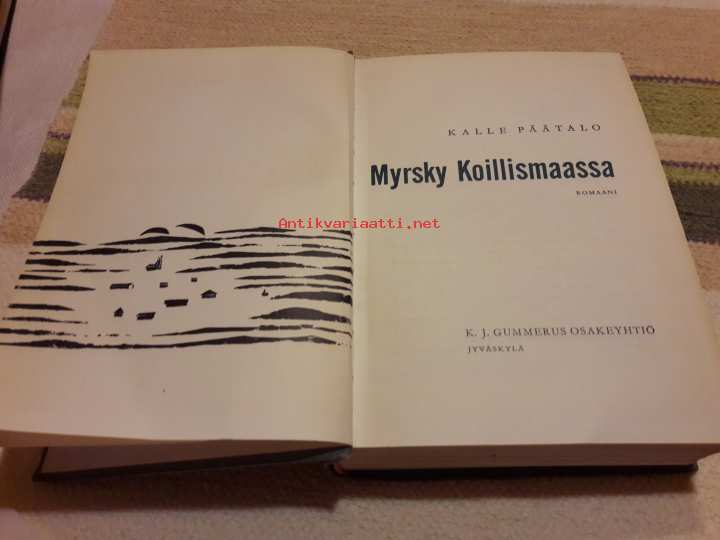 KALLE PÄÄTALO
Myrsky Koillismaassa
ROMAANI
Antikvariaatti.net
K. J. GUMMERUS OSAKEYHTIÖ
JYVÄSKYLÄ